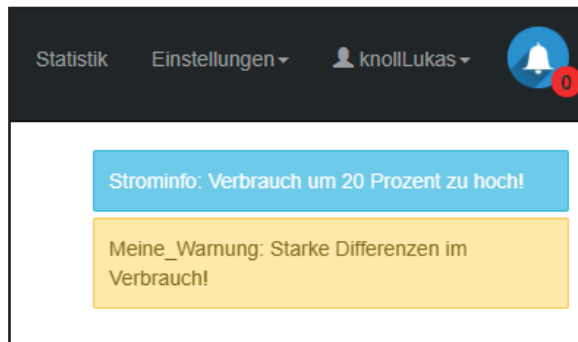 Statistik Einstellungen knollLukas
0
Strominfo: Verbrauch um 20 Prozent zu hoch!
Meine_Warnung: Starke Differenzen im
Verbrauch!